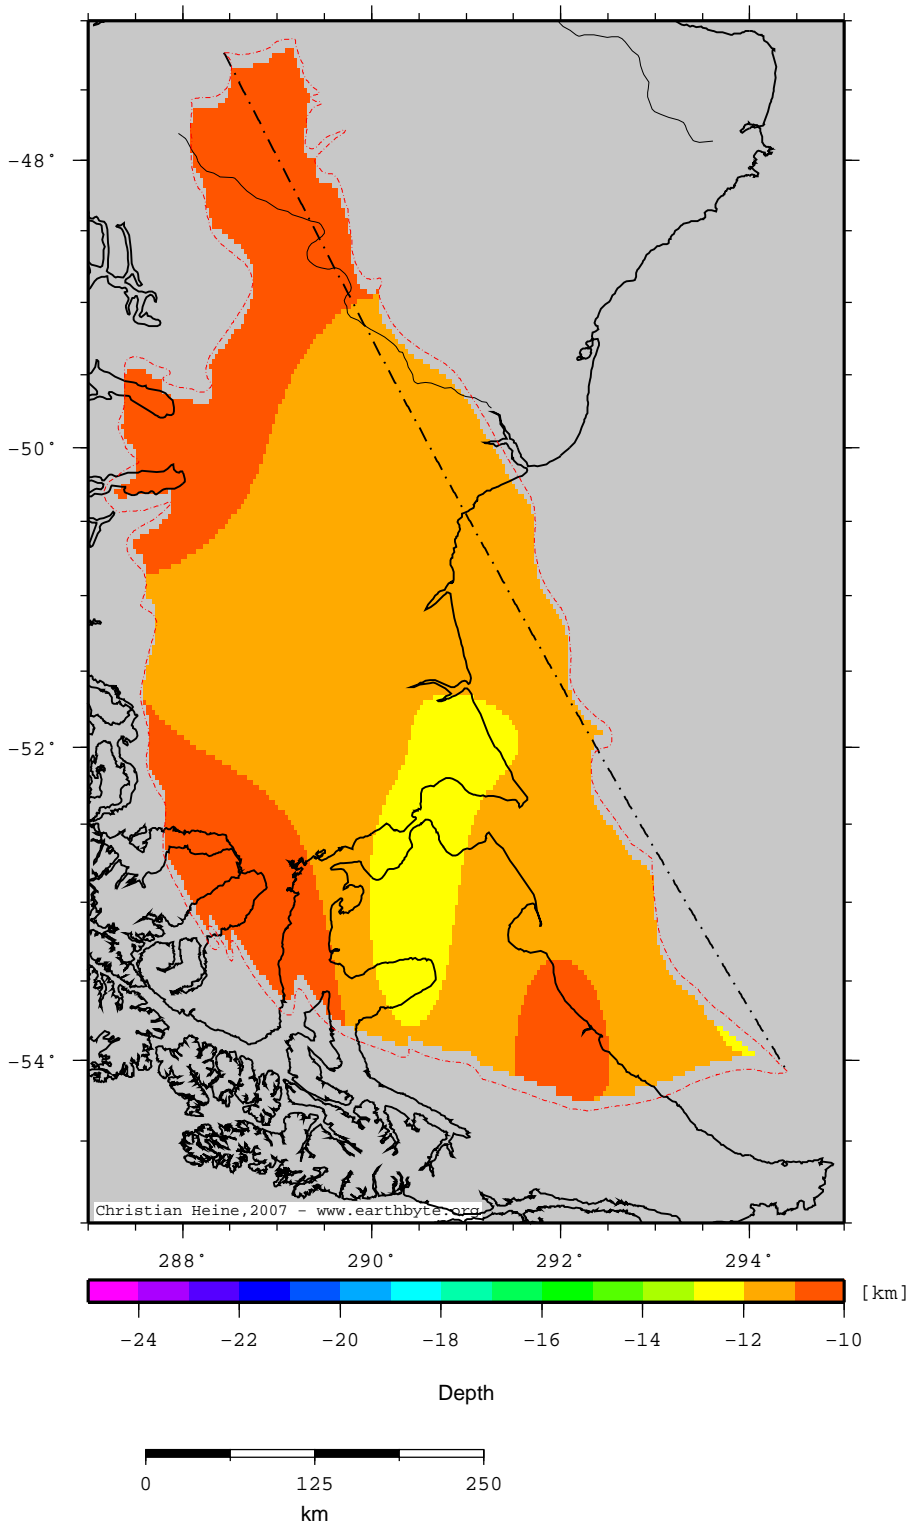 −48°
−50°
−52°
−54°
Christian Heine,2007 − www.earthbyte.org
288° 290° 292° 294°
[km]
−24 −22 −20 −18 −16 −14 −12 −10
Depth
0 125 250
km